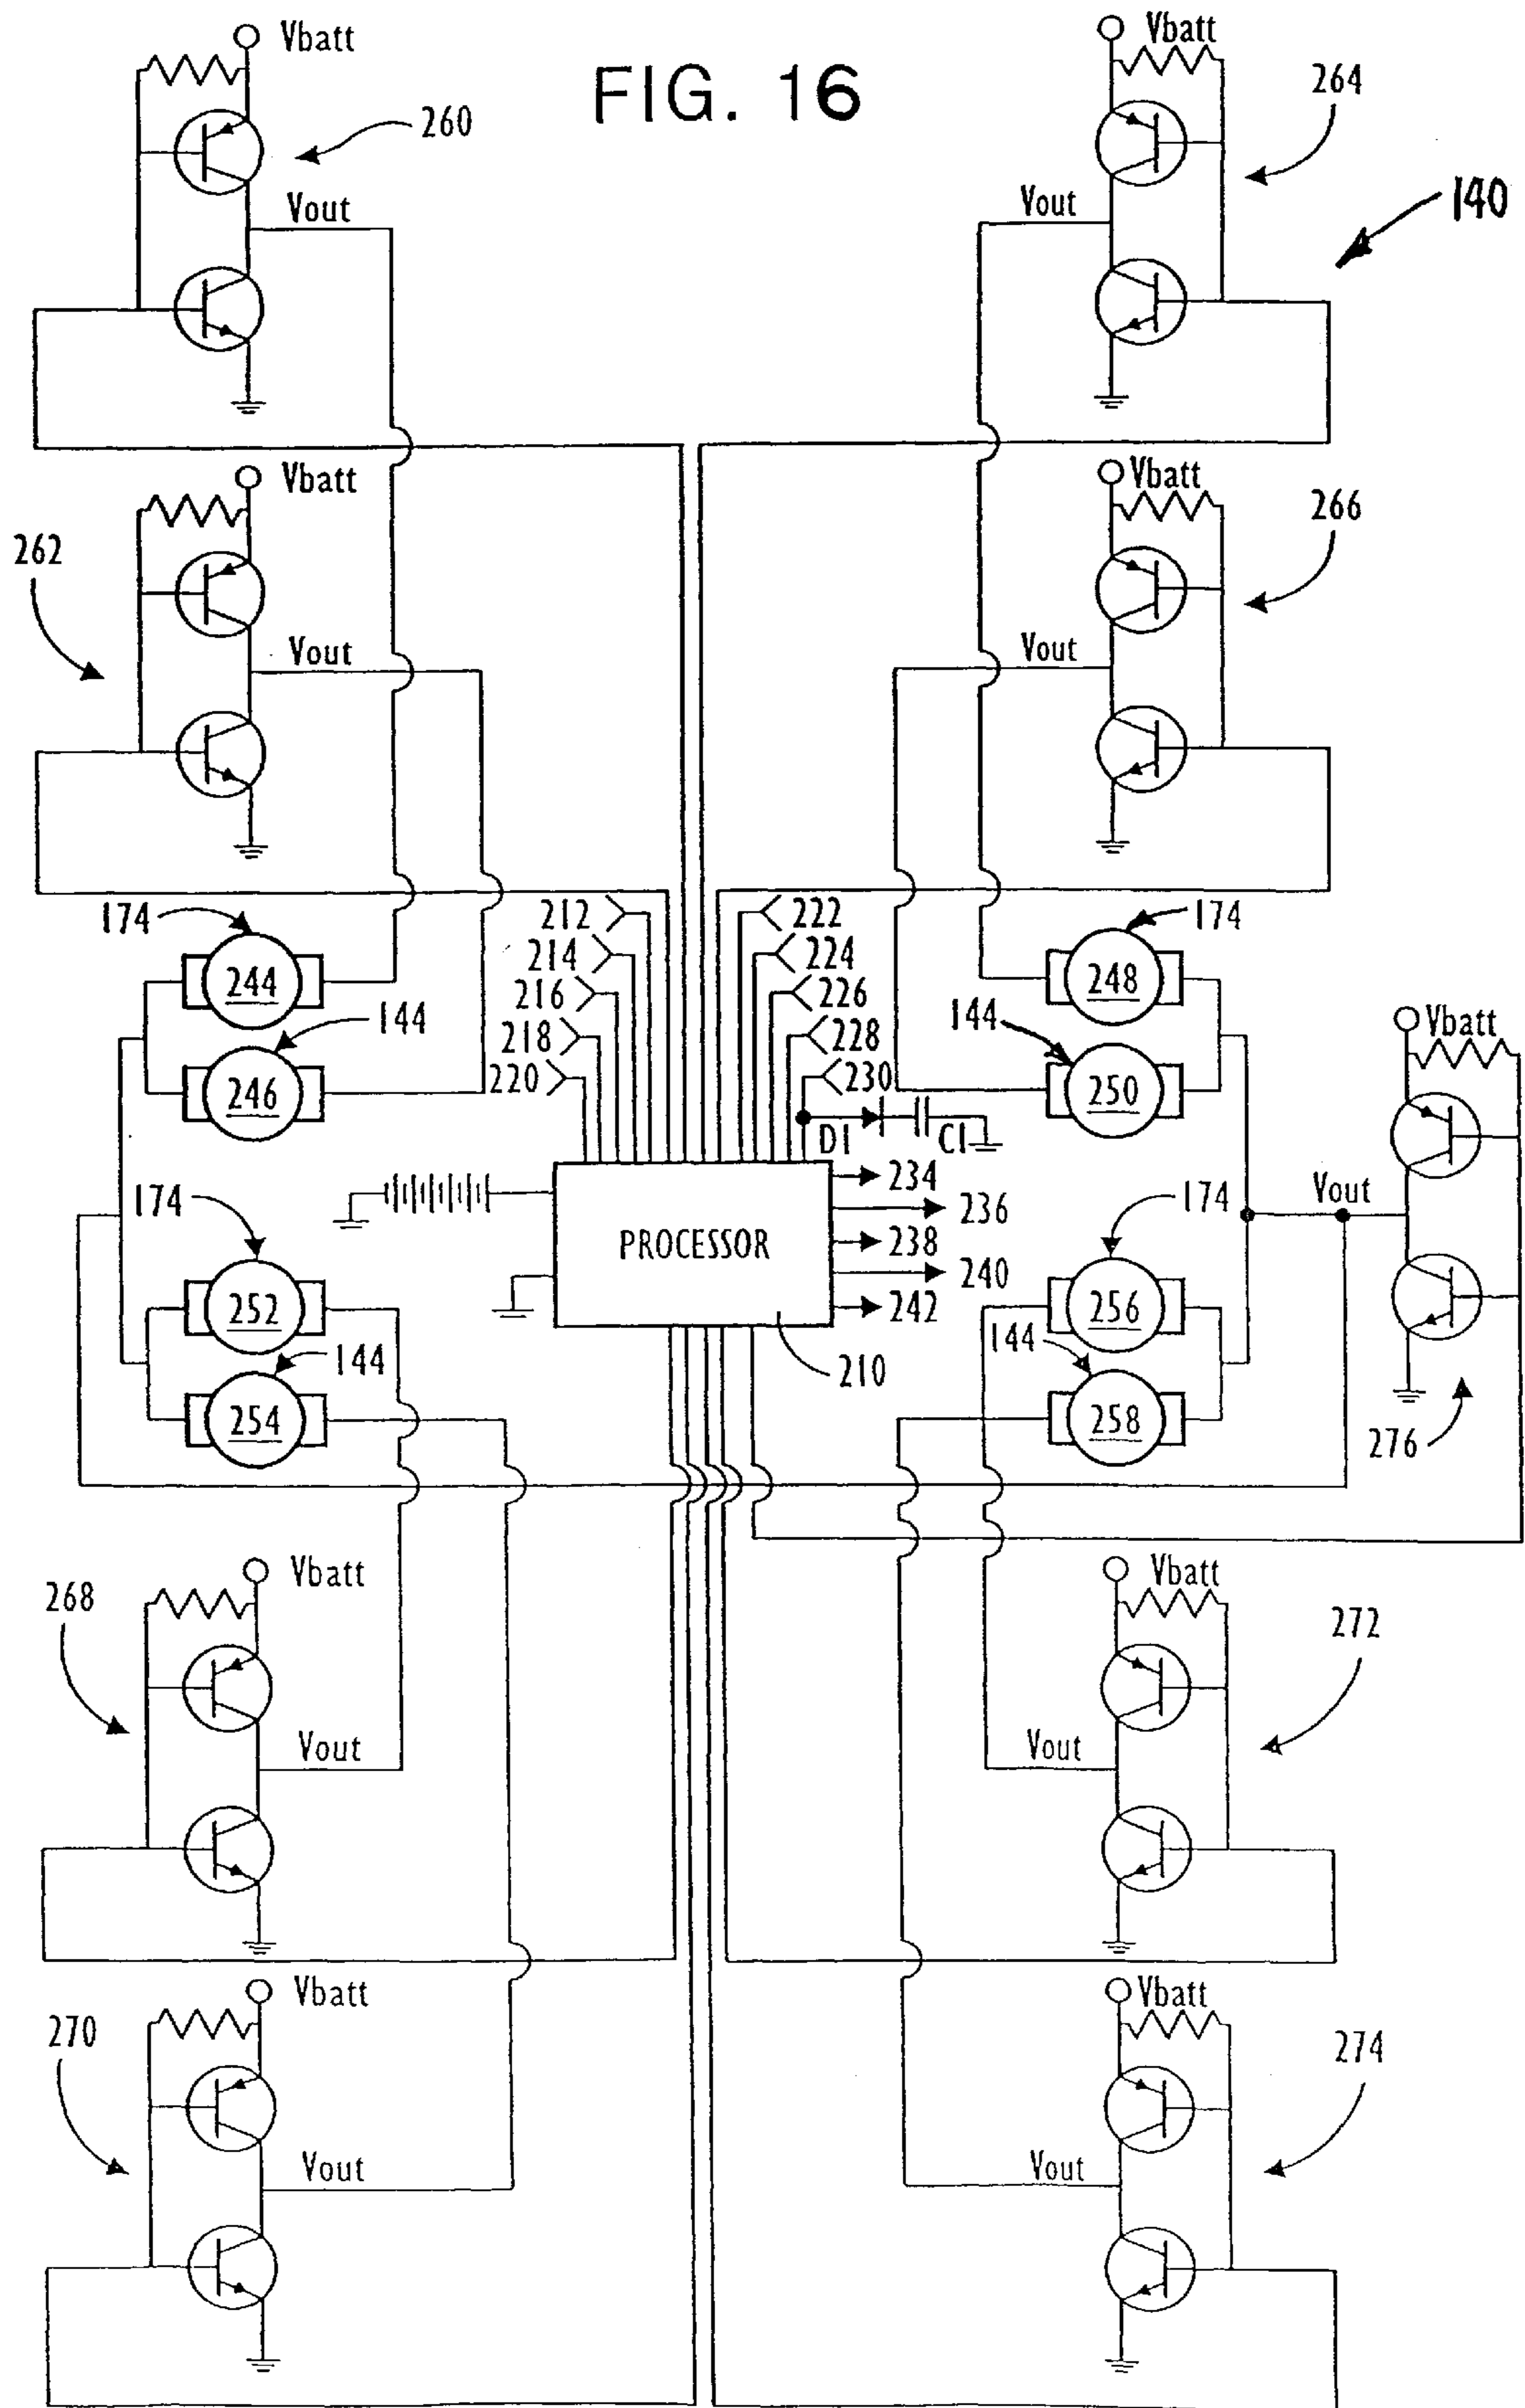 Vbatt
Vbatt
FIG. 16
264
260
140
Vout
Vout
Vbatt
Vbatt
262
266
Vout
Vout
174
212
222
174
244
214
224
248
216
226
144
144
218
228
246
220
230
250
D1
C1
Vbatt
174
234
174
Vout
236
PROCESSOR
238
240
252
242
256
144
144
210
254
258
276
Vbatt
Vbatt
268
272
Vout
Vout
Vbatt
Vbatt
270
274
Vout
Vout